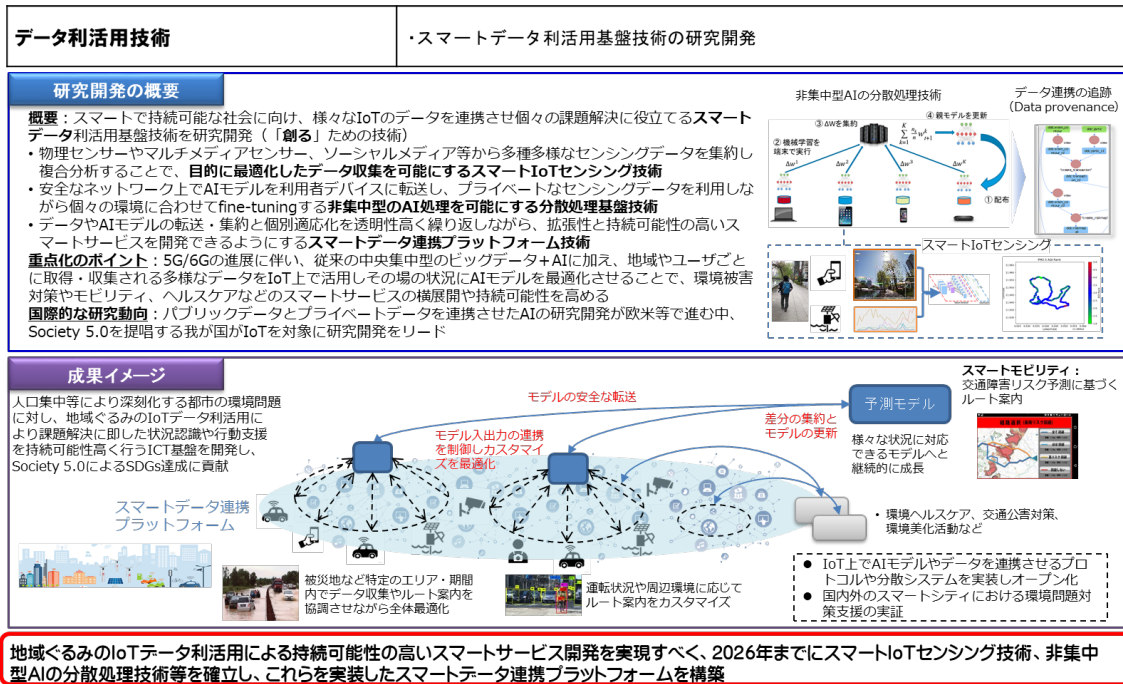 データ利活用技術
・スマートデータ利活用基盤技術の研究開発
研究開発の概要
概要：スマートで持続可能な社会に向け、様々なIoTのデータを連携させ個々の課題解決に役立てるスマート
データ利活用基盤技術を研究開発（「創る」ための技術）
• 物理センサーやマルチメディアセンサー、ソーシャルメディア等から多種多様なセンシングデータを集約し
複合分析することで、目的に最適化したデータ収集を可能にするスマートIoTセンシング技術
• 安全なネットワーク上でAIモデルを利用者デバイスに転送し、プライベートなセンシングデータを利用しな
がら個々の環境に合わせてfine-tuningする非集中型のAI処理を可能にする分散処理基盤技術
• データやAIモデルの転送・集約と個別適応化を透明性高く繰り返しながら、拡張性と持続可能性の高いス
マートサービスを開発できるようにするスマートデータ連携プラットフォーム技術
重点化のポイント：5G/6Gの進展に伴い、従来の中央集中型のビッグデータ+AIに加え、地域やユーザごと
に取得・収集される多様なデータをIoT上で活用しその場の状況にAIモデルを最適化させることで、環境被害
対策やモビリティ、ヘルスケアなどのスマートサービスの横展開や持続可能性を高める
国際的な研究動向：パブリックデータとプライベートデータを連携させたAIの研究開発が欧米等で進む中、
Society 5.0を提唱する我が国がIoTを対象に研究開発をリード
非集中型AIの分散処理技術
③ ΔWを集約
④ 親モデルを更新
② 機械学習を
端末で実行
Δw¹
Δw²
Δw³
Δwᴷ
① 配布
データ連携の追跡
（Data provenance）
スマートIoTセンシング
成果イメージ
人口集中等により深刻化する都市の環境問題
に対し、地域ぐるみのIoTデータ利活用に
より課題解決に即した状況認識や行動支援
を持続可能性高く行うICT基盤を開発し、
Society 5.0によるSDGs達成に貢献
モデルの安全な転送
モデル入出力の連携
を制御しカスタマイ
ズを最適化
差分の集約と
モデルの更新
予測モデル
様々な状況に対応
できるモデルへと
継続的に成長
スマートモビリティ：
交通障害リスク予測に基づく
ルート案内
スマートデータ連携
プラットフォーム
• 環境ヘルスケア、交通公害対策、
環境美化活動など
被災地など特定のエリア・期間
内でデータ収集やルート案内を
協調させながら全体最適化
運転状況や周辺環境に応じて
ルート案内をカスタマイズ
● IoT上でAIモデルやデータを連携させるプロ
トコルや分散システムを実装しオープン化
● 国内外のスマートシティにおける環境問題対
策支援の実証
地域ぐるみのIoTデータ利活用による持続可能性の高いスマートサービス開発を実現すべく、2026年までにスマートIoTセンシング技術、非集中
型AIの分散処理技術等を確立し、これらを実装したスマートデータ連携プラットフォームを構築